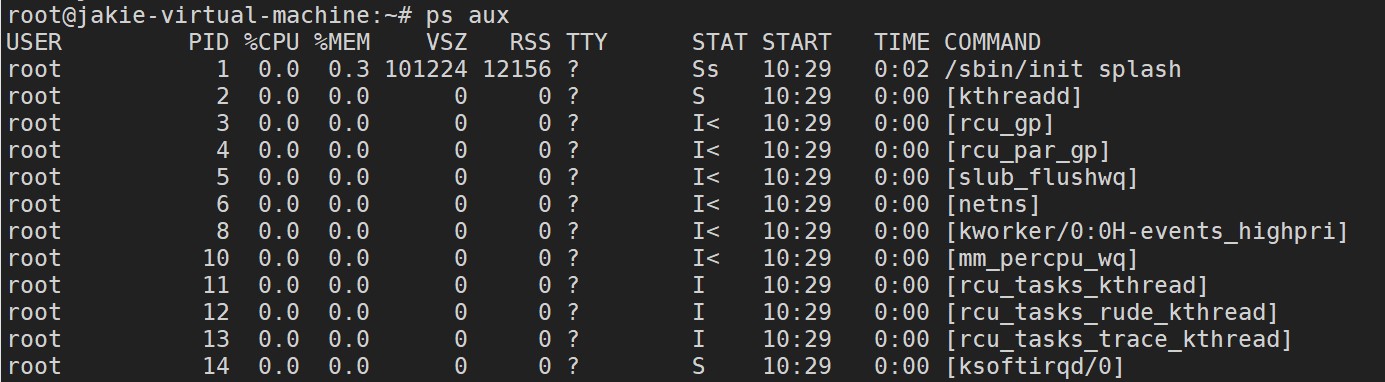 root@jakie-virtual-machine:~# ps aux
USER         PID %CPU %MEM    VSZ   RSS TTY      STAT START   TIME COMMAND
root           1  0.0  0.3 101224 12156 ?        Ss   10:29   0:02 /sbin/init splash
root           2  0.0  0.0      0     0 ?        S    10:29   0:00 [kthreadd]
root           3  0.0  0.0      0     0 ?        I<   10:29   0:00 [rcu_gp]
root           4  0.0  0.0      0     0 ?        I<   10:29   0:00 [rcu_par_gp]
root           5  0.0  0.0      0     0 ?        I<   10:29   0:00 [slub_flushwq]
root           6  0.0  0.0      0     0 ?        I<   10:29   0:00 [netns]
root           8  0.0  0.0      0     0 ?        I<   10:29   0:00 [kworker/0:0H-events_highpri]
root          10  0.0  0.0      0     0 ?        I<   10:29   0:00 [mm_percpu_wq]
root          11  0.0  0.0      0     0 ?        I    10:29   0:00 [rcu_tasks_kthread]
root          12  0.0  0.0      0     0 ?        I    10:29   0:00 [rcu_tasks_rude_kthread]
root          13  0.0  0.0      0     0 ?        I    10:29   0:00 [rcu_tasks_trace_kthread]
root          14  0.0  0.0      0     0 ?        S    10:29   0:00 [ksoftirqd/0]